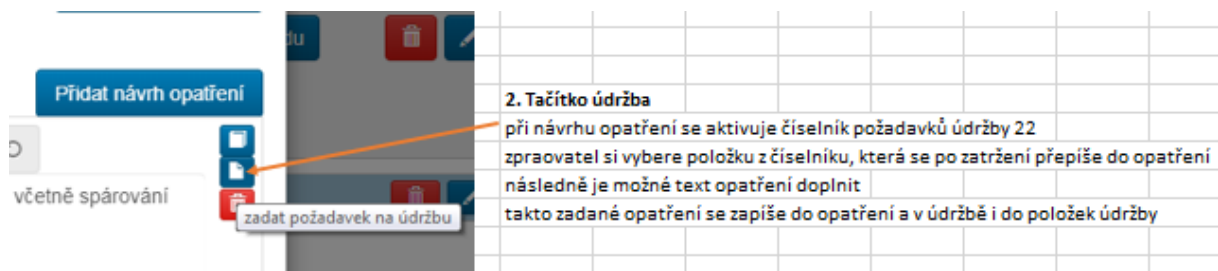 du
Přidat návrh opatření
včetně spárování
zadat požadavek na údržbu
2. Tačítko údržba
při návrhu opatření se aktivuje číselník požadavků údržby 22
zpraovatel si vybere položku z číselníku, která se po zatržení přepíše do opatření
následně je možné text opatření doplnit
takto zadané opatření se zapíše do opatření a v údržbě i do položek údržby